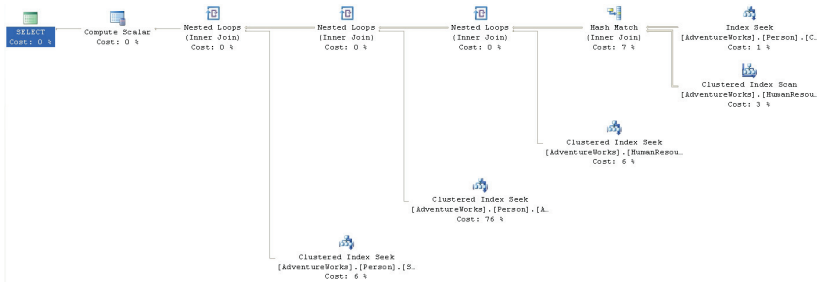 SELECT
Cost: 0 %
Compute Scalar
Cost: 0 %
Nested Loops
(Inner Join)
Cost: 0 %
Nested Loops
(Inner Join)
Cost: 0 %
Nested Loops
(Inner Join)
Cost: 0 %
Hash Match
(Inner Join)
Cost: 7 %
Index Seek
[AdventureWorks].[Person].[C…
Cost: 1 %
Clustered Index Scan
[AdventureWorks].[HumanResou…
Cost: 3 %
Clustered Index Seek
[AdventureWorks].[HumanResou…
Cost: 6 %
Clustered Index Seek
[AdventureWorks].[Person].[A…
Cost: 76 %
Clustered Index Seek
[AdventureWorks].[Person].[S…
Cost: 6 %